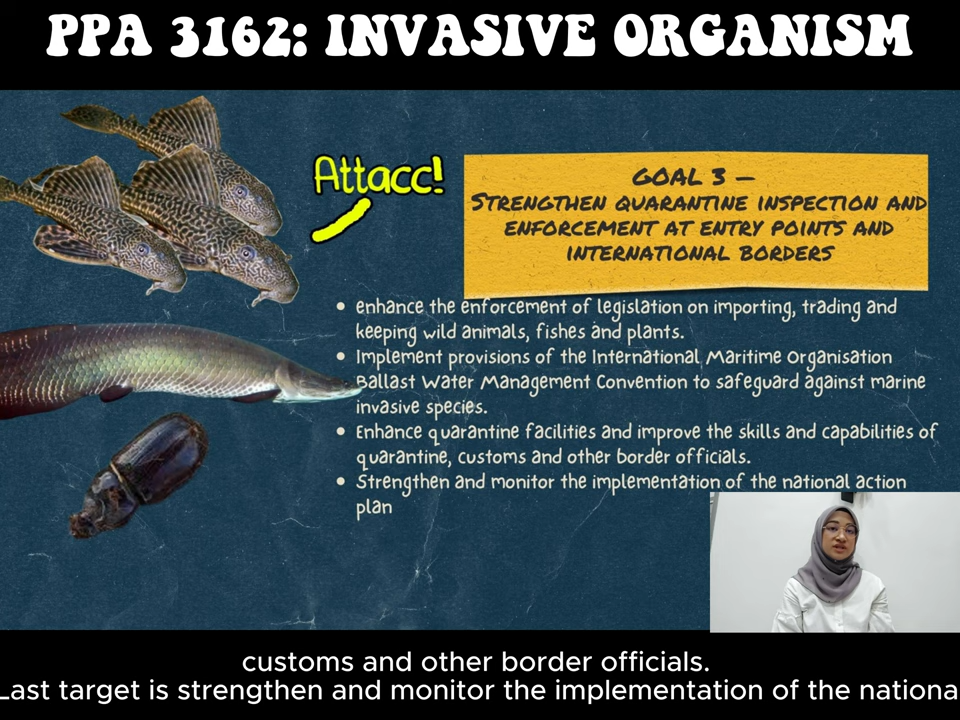 PPA 3162: INVASIVE ORGANISM
Attacc!
GOAL 3 –
STRENGTHEN QUARANTINE INSPECTION AND
ENFORCEMENT AT ENTRY POINTS AND
INTERNATIONAL BORDERS
• enhance the enforcement of legislation on importing, trading and
keeping wild animals, fishes and plants.
• Implement provisions of the International Maritime Organisation
Ballast Water Management Convention to safeguard against marine
invasive species.
• Enhance quarantine facilities and improve the skills and capabilities of
quarantine, customs and other border officials.
• Strengthen and monitor the implementation of the national action
plan
customs and other border officials.
Last target is strengthen and monitor the implementation of the nationa